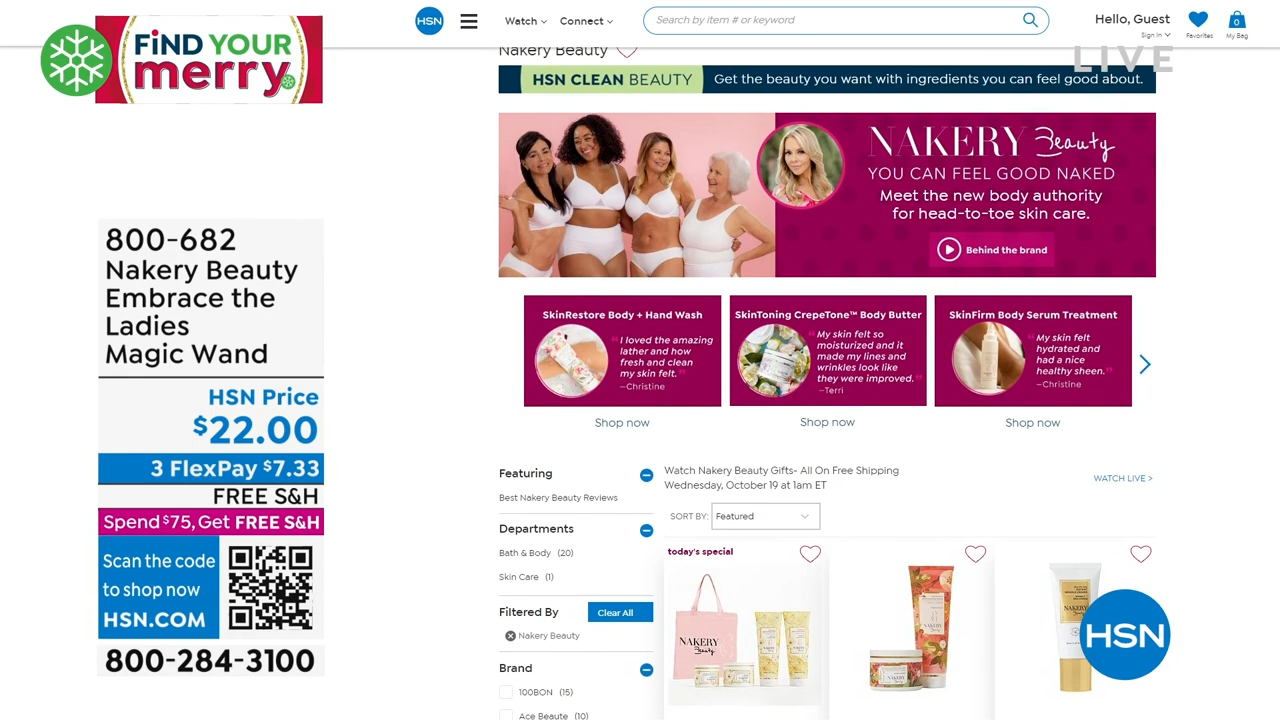 FiND YOUR
merry
HSN
Watch
Connect
Search by item # or keyword
Hello, Guest
Sign In
Favorites
0
My Bag
LIVE
Nakery Beauty
HSN CLEAN BEAUTY
Get the beauty you want with ingredients you can feel good about.
NAKERY Beauty
YOU CAN FEEL GOOD NAKED
Meet the new body authority
for head-to-toe skin care.
Behind the brand
800-682
Nakery Beauty
Embrace the
Ladies
Magic Wand
HSN Price
$22.00
3 FlexPay $7.33
FREE S&H
Spend $75, Get FREE S&H
Scan the code
to shop now
HSN.COM
800-284-3100
SkinRestore Body + Hand Wash
"I loved the amazing
lather and how
fresh and clean
my skin felt."
—Christine
Shop now
SkinToning CrepeTone™ Body Butter
"My skin felt so
moisturized and it
made my lines and
wrinkles look like
they were improved."
—Terri
Shop now
SkinFirm Body Serum Treatment
"My skin felt
hydrated and
had a nice
healthy sheen."
—Christine
Shop now
Featuring
Best Nakery Beauty Reviews
Departments
Bath & Body (20)
Skin Care (1)
Filtered By
Clear All
Nakery Beauty
Brand
100BON (15)
Ace Beaute (10)
Watch Nakery Beauty Gifts- All On Free Shipping
Wednesday, October 19 at 1am ET
WATCH LIVE >
SORT BY: Featured
today's special
NAKERY
Beauty
NAKERY
HSN